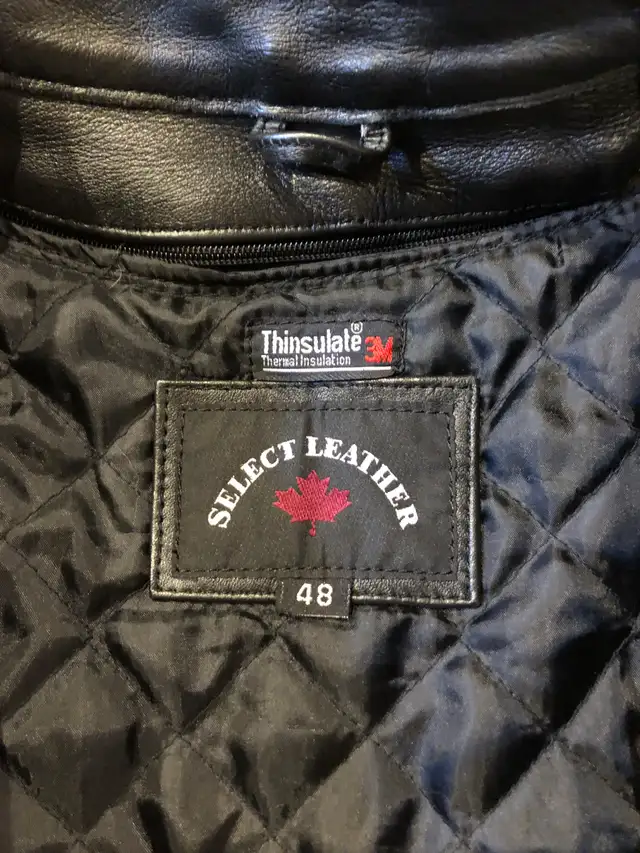 Thinsulate® 3M
Thermal Insulation
SELECT LEATHER
48